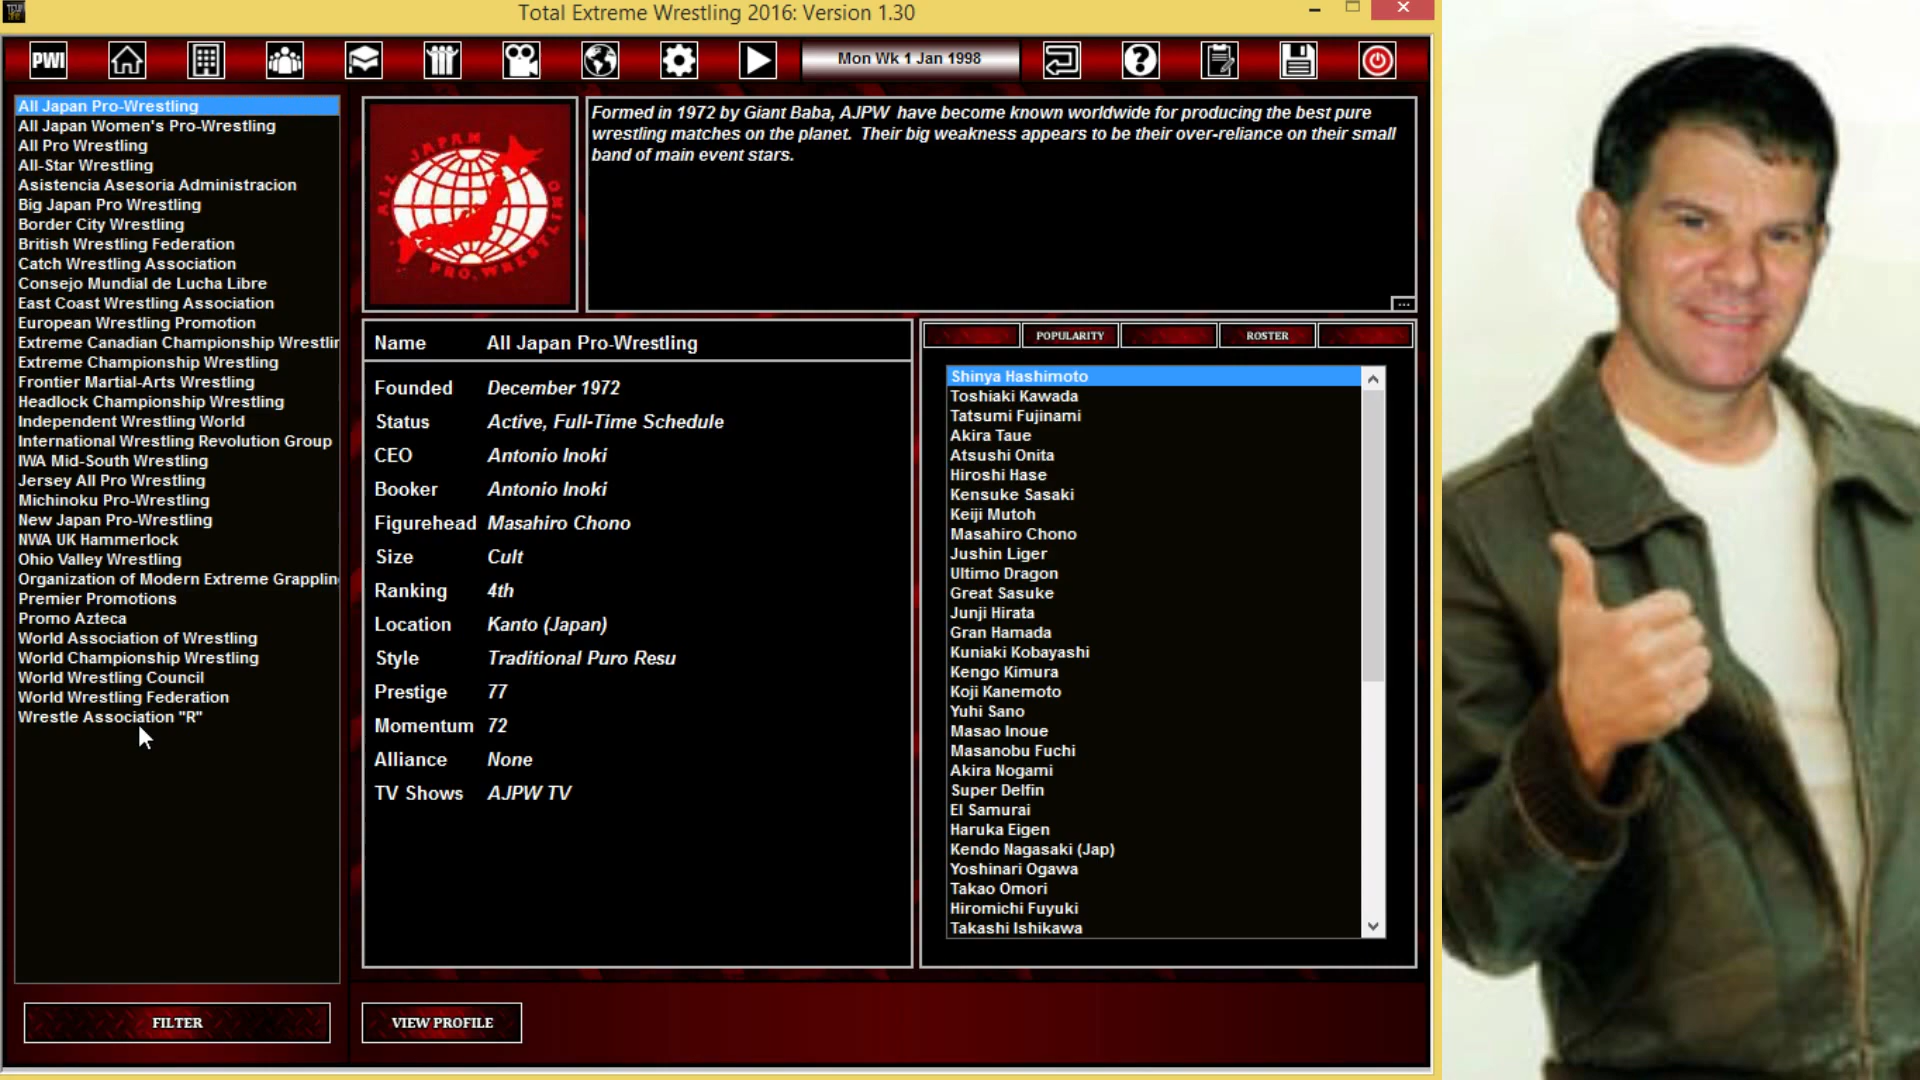 Total Extreme Wrestling 2016: Version 1.30
PWI
Mon Wk 1 Jan 1998
All Japan Pro-Wrestling
All Japan Women's Pro-Wrestling
All Pro Wrestling
All-Star Wrestling
Asistencia Asesoria Administracion
Big Japan Pro Wrestling
Border City Wrestling
British Wrestling Federation
Catch Wrestling Association
Consejo Mundial de Lucha Libre
East Coast Wrestling Association
European Wrestling Promotion
Extreme Canadian Championship Wrestlin
Extreme Championship Wrestling
Frontier Martial-Arts Wrestling
Headlock Championship Wrestling
Independent Wrestling World
International Wrestling Revolution Group
IWA Mid-South Wrestling
Jersey All Pro Wrestling
Michinoku Pro-Wrestling
New Japan Pro-Wrestling
NWA UK Hammerlock
Ohio Valley Wrestling
Organization of Modern Extreme Grappling
Premier Promotions
Promo Azteca
World Association of Wrestling
World Championship Wrestling
World Wrestling Council
World Wrestling Federation
Wrestle Association "R"
FILTER
ALL JAPAN
PRO. WRESTLING
Formed in 1972 by Giant Baba, AJPW have become known worldwide for producing the best pure
wrestling matches on the planet. Their big weakness appears to be their over-reliance on their small
band of main event stars.
...
Name All Japan Pro-Wrestling
Founded December 1972
Status Active, Full-Time Schedule
CEO Antonio Inoki
Booker Antonio Inoki
Figurehead Masahiro Chono
Size Cult
Ranking 4th
Location Kanto (Japan)
Style Traditional Puro Resu
Prestige 77
Momentum 72
Alliance None
TV Shows AJPW TV
VIEW PROFILE
POPULARITY
ROSTER
Shinya Hashimoto
Toshiaki Kawada
Tatsumi Fujinami
Akira Taue
Atsushi Onita
Hiroshi Hase
Kensuke Sasaki
Keiji Mutoh
Masahiro Chono
Jushin Liger
Ultimo Dragon
Great Sasuke
Junji Hirata
Gran Hamada
Kuniaki Kobayashi
Kengo Kimura
Koji Kanemoto
Yuhi Sano
Masao Inoue
Masanobu Fuchi
Akira Nogami
Super Delfin
El Samurai
Haruka Eigen
Kendo Nagasaki (Jap)
Yoshinari Ogawa
Takao Omori
Hiromichi Fuyuki
Takashi Ishikawa